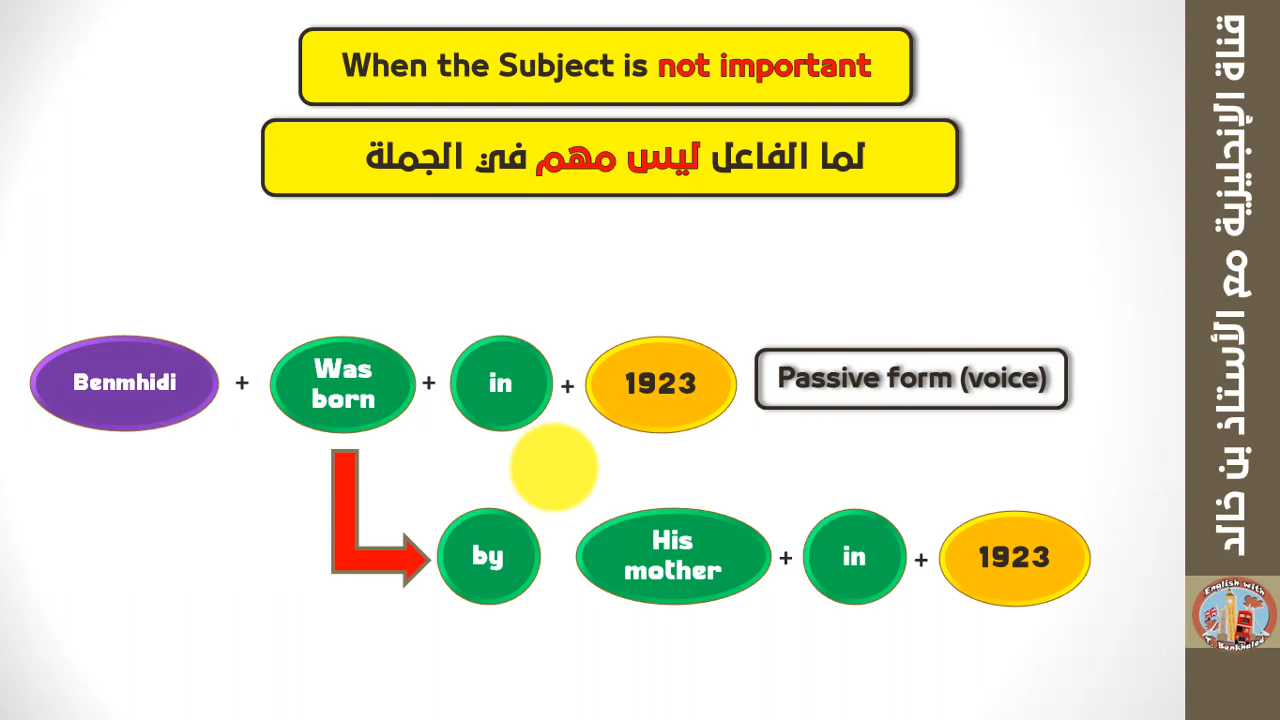 When the Subject is not important
لما الفاعل ليس مهم في الجملة
Benmhidi + Was born + in + 1923
Passive form (voice)
by His mother + in + 1923
قناة الإنجليزية مع الأستاذ بن خالد
English with
T. Benkhaled